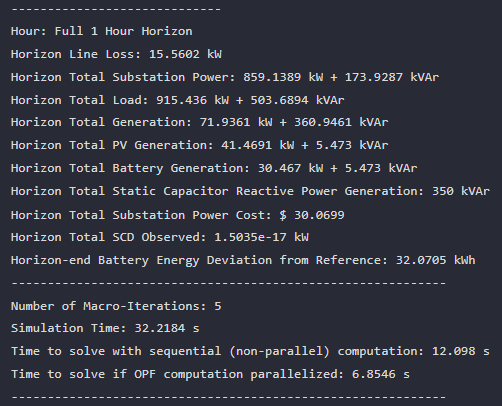 -----------------------------
Hour: Full 1 Hour Horizon
Horizon Line Loss: 15.5602 kW
Horizon Total Substation Power: 859.1389 kW + 173.9287 kVAr
Horizon Total Load: 915.436 kW + 503.6894 kVAr
Horizon Total Generation: 71.9361 kW + 360.9461 kVAr
Horizon Total PV Generation: 41.4691 kW + 5.473 kVAr
Horizon Total Battery Generation: 30.467 kW + 5.473 kVAr
Horizon Total Static Capacitor Reactive Power Generation: 350 kVAr
Horizon Total Substation Power Cost: $ 30.0699
Horizon Total SCD Observed: 1.5035e-17 kW
Horizon-end Battery Energy Deviation from Reference: 32.0705 kWh
------------------------------------------------------------
Number of Macro-Iterations: 5
Simulation Time: 32.2184 s
Time to solve with sequential (non-parallel) computation: 12.098 s
Time to solve if OPF computation parallelized: 6.8546 s
------------------------------------------------------------